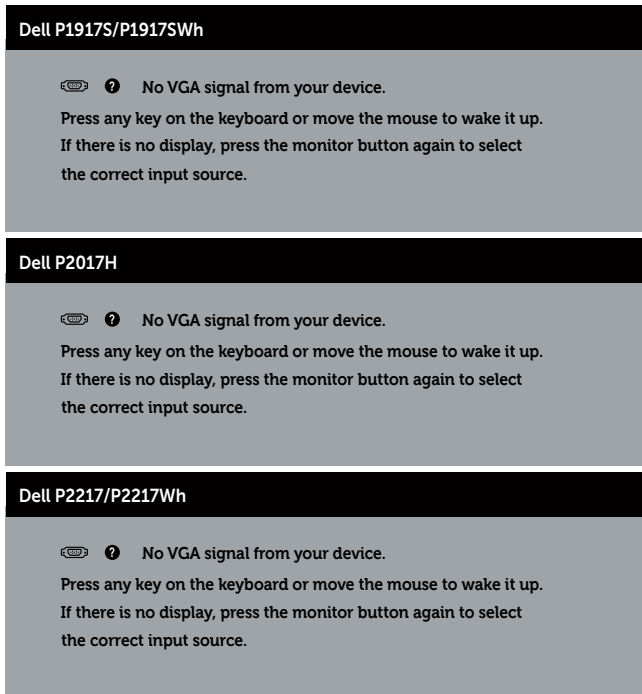 Dell P1917S/P1917SWh
? No VGA signal from your device.
Press any key on the keyboard or move the mouse to wake it up.
If there is no display, press the monitor button again to select
the correct input source.
Dell P2017H
? No VGA signal from your device.
Press any key on the keyboard or move the mouse to wake it up.
If there is no display, press the monitor button again to select
the correct input source.
Dell P2217/P2217Wh
? No VGA signal from your device.
Press any key on the keyboard or move the mouse to wake it up.
If there is no display, press the monitor button again to select
the correct input source.